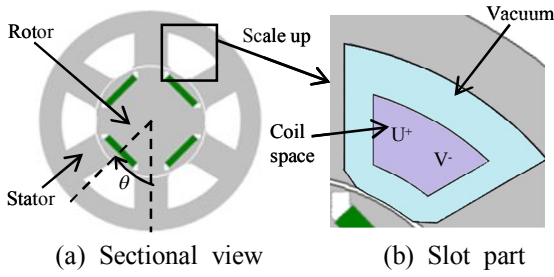 Rotor
Stator
θ
Scale up
Vacuum
Coil
space
U+
V-
(a) Sectional view
(b) Slot part